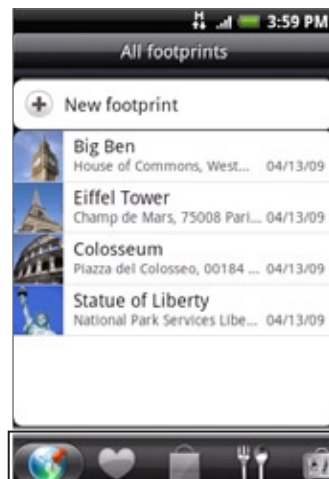 H
3:59 PM
All footprints
New footprint
Big Ben
House of Commons, West... 04/13/09
Eiffel Tower
Champ de Mars, 75008 Pari... 04/13/09
Colosseum
Piazza del Colosseo, 00184 ... 04/13/09
Statue of Liberty
National Park Services Libe... 04/13/09